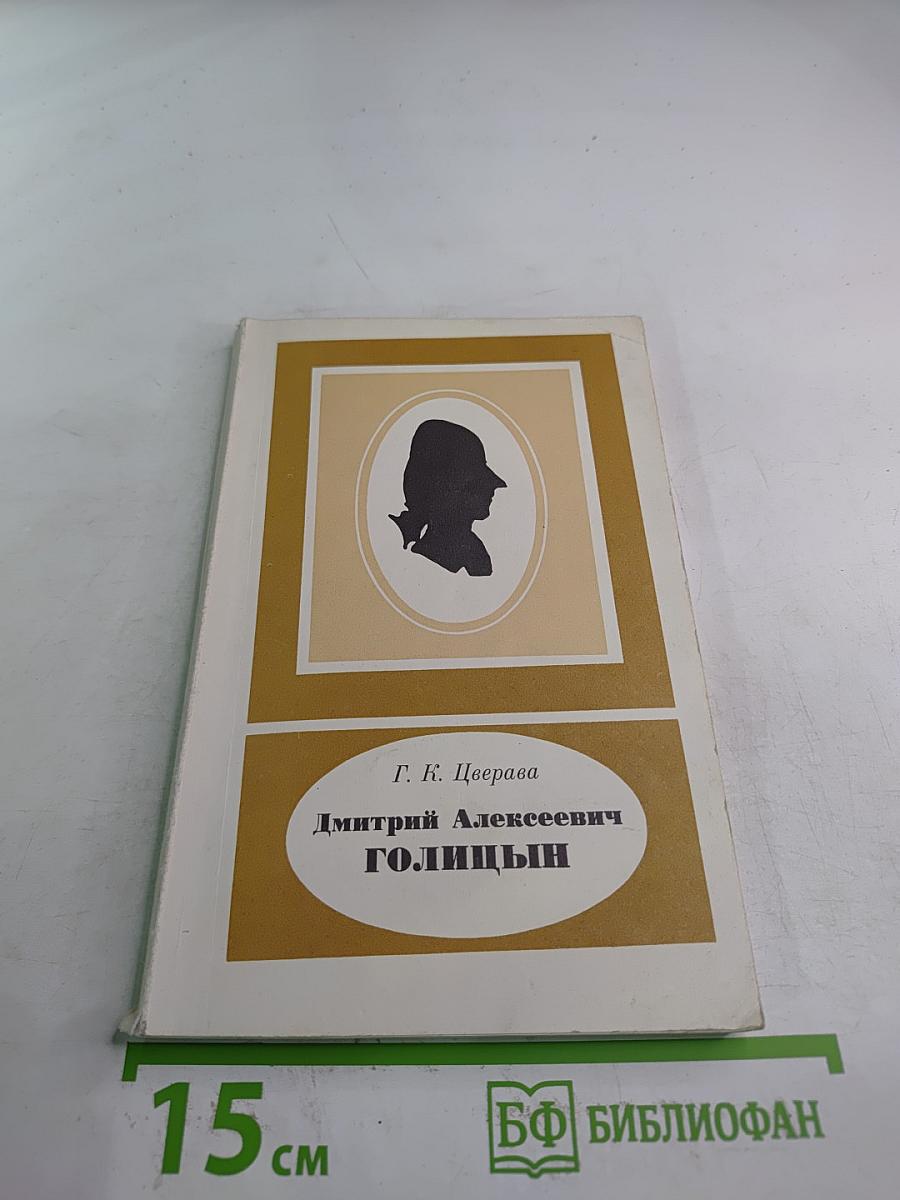 Г. К. Цверава
Дмитрий Алексеевич
ГОЛИЦЫН
15 см
БФ БИБЛИОФАН